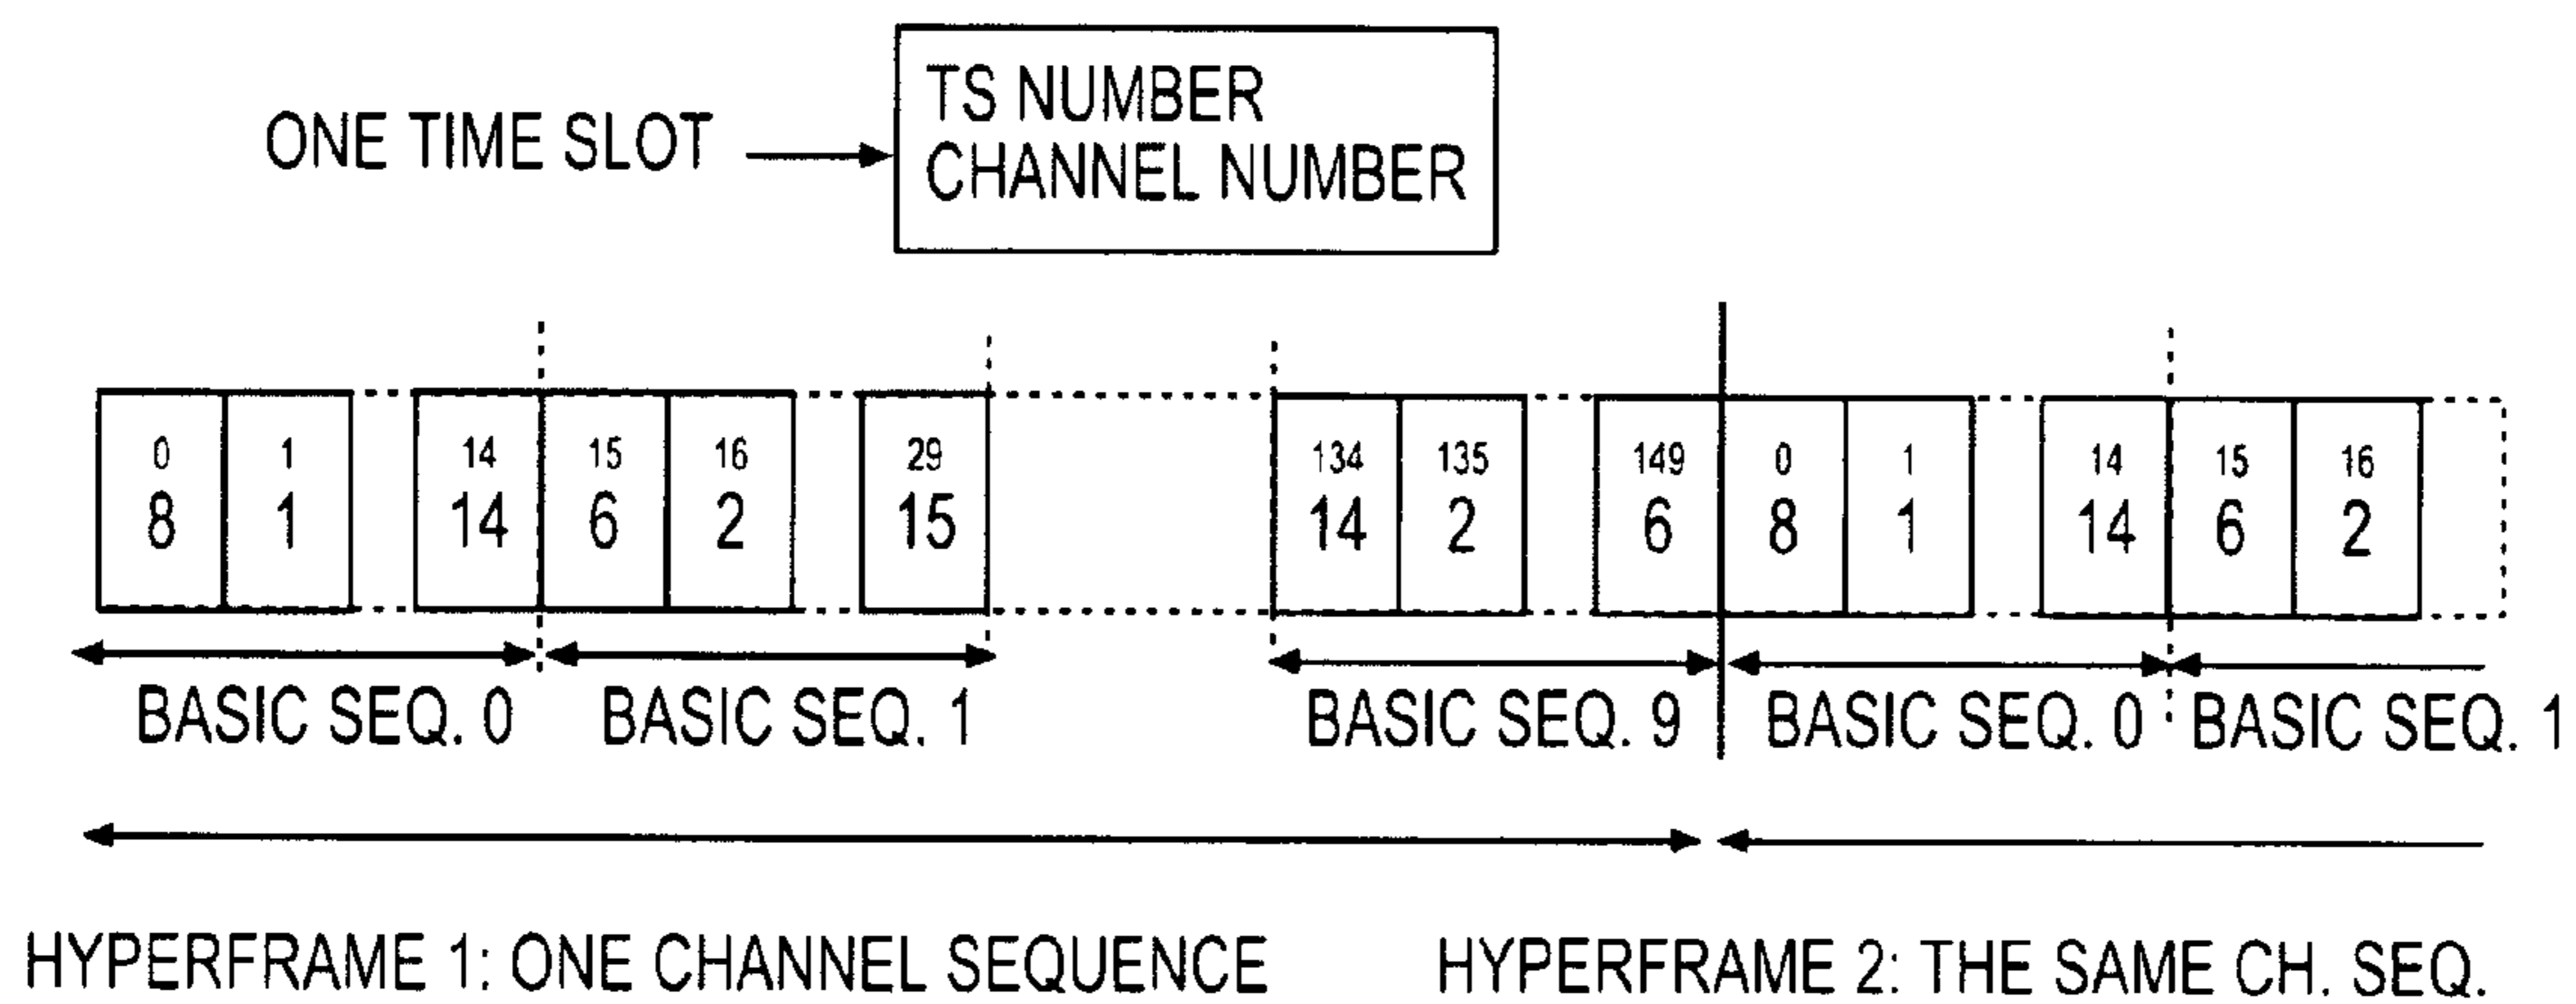 TS NUMBER
ONE TIME SLOT
CHANNEL NUMBER
0 1 14 15 16 29 134 135 149 0 1 14 15 16
8 1 14 6 2 15 14 2 6 8 1 14 6 2
BASIC SEQ. 0 BASIC SEQ. 1 BASIC SEQ. 9 BASIC SEQ. 0 BASIC SEQ. 1
HYPERFRAME 1: ONE CHANNEL SEQUENCE HYPERFRAME 2: THE SAME CH. SEQ.